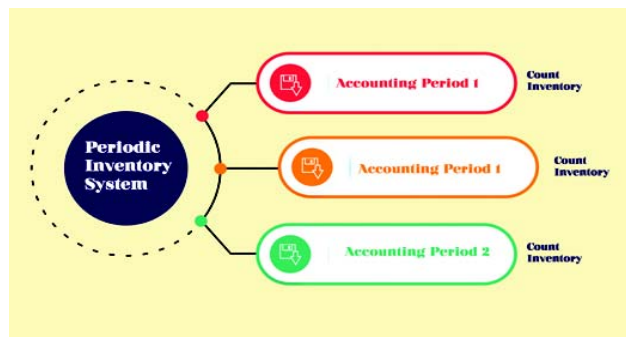 Periodic
Inventory
System
Accounting Period 1
Count
Inventory
Accounting Period 1
Count
Inventory
Accounting Period 2
Count
Inventory